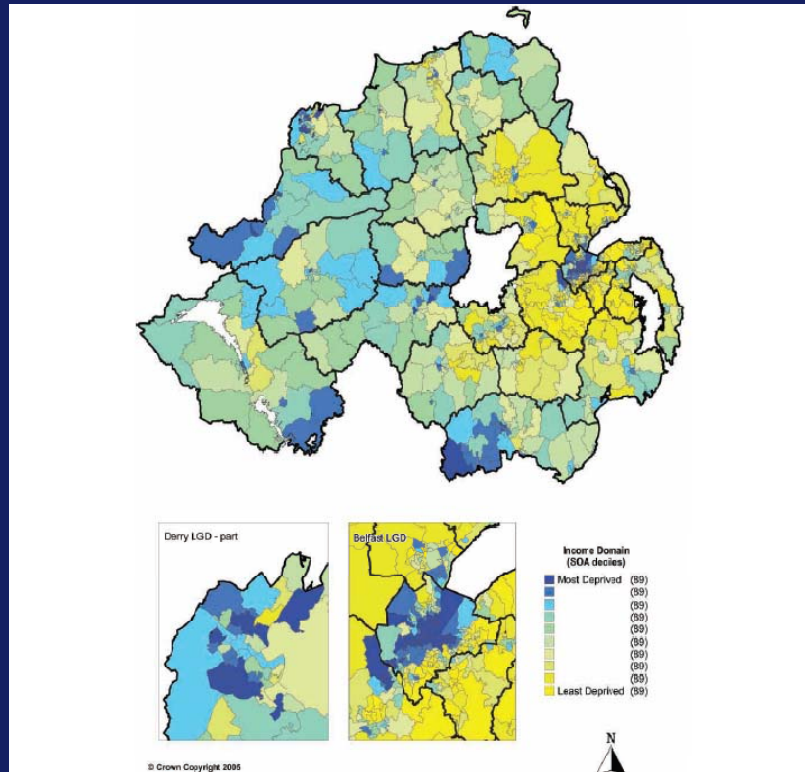 Derry LGD - part
Belfast LGD
Income Domain
(SOA deciles)
Most Deprived (89)
(89)
(89)
(89)
(89)
(89)
(89)
(89)
(89)
Least Deprived (89)
N
© Crown Copyright 2005